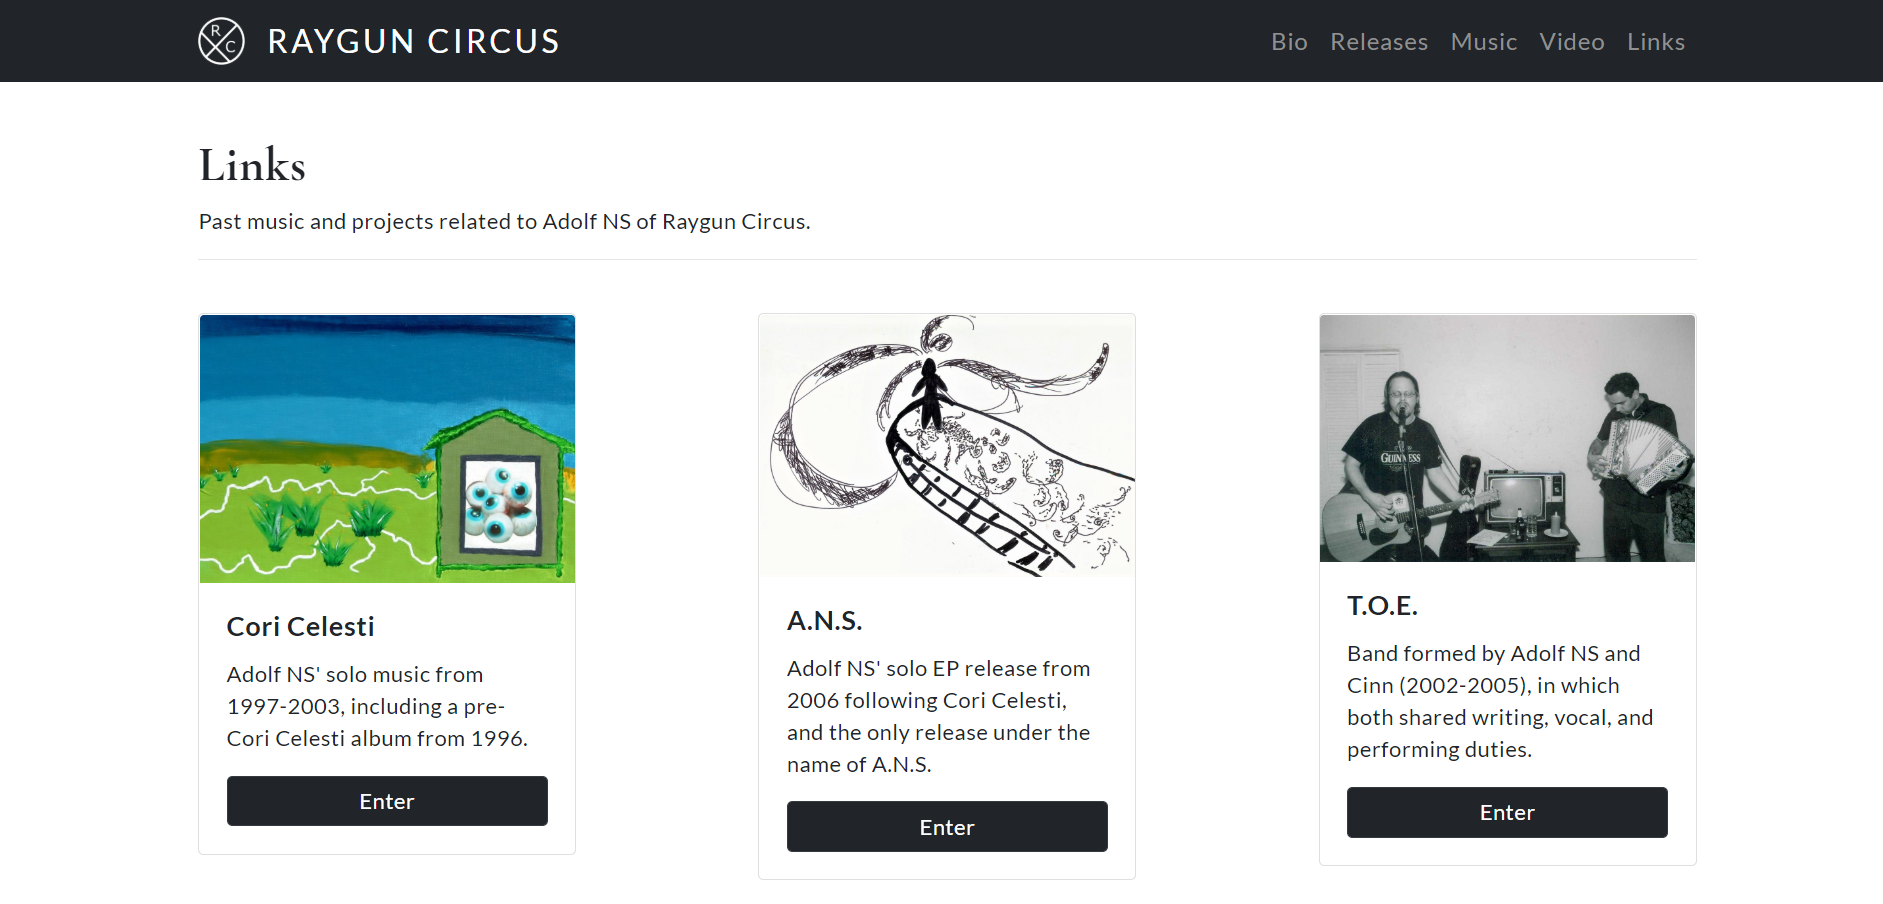 R C
RAYGUN CIRCUS
Bio Releases Music Video Links
Links
Past music and projects related to Adolf NS of Raygun Circus.
Cori Celesti
Adolf NS' solo music from
1997-2003, including a pre-
Cori Celesti album from 1996.
Enter
A.N.S.
Adolf NS' solo EP release from
2006 following Cori Celesti,
and the only release under the
name of A.N.S.
Enter
GUINNESS
T.O.E.
Band formed by Adolf NS and
Cinn (2002-2005), in which
both shared writing, vocal, and
performing duties.
Enter